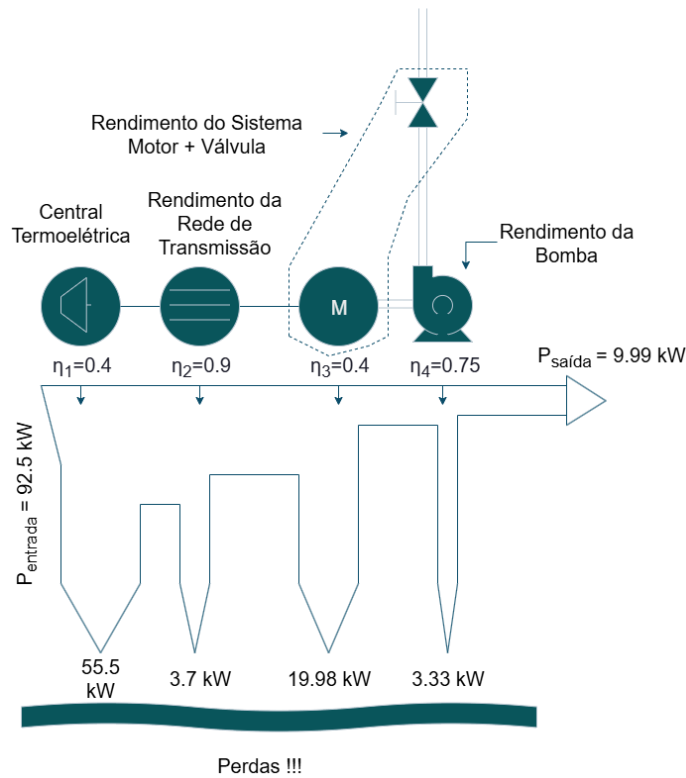 Rendimento do Sistema
Motor + Válvula
Central
Termoelétrica
Rendimento da
Rede de
Transmissão
Rendimento da
Bomba
M
η1=0.4
η2=0.9
η3=0.4
η4=0.75
Psaída = 9.99 kW
Pentrada = 92.5 kW
55.5
kW
3.7 kW
19.98 kW
3.33 kW
Perdas !!!